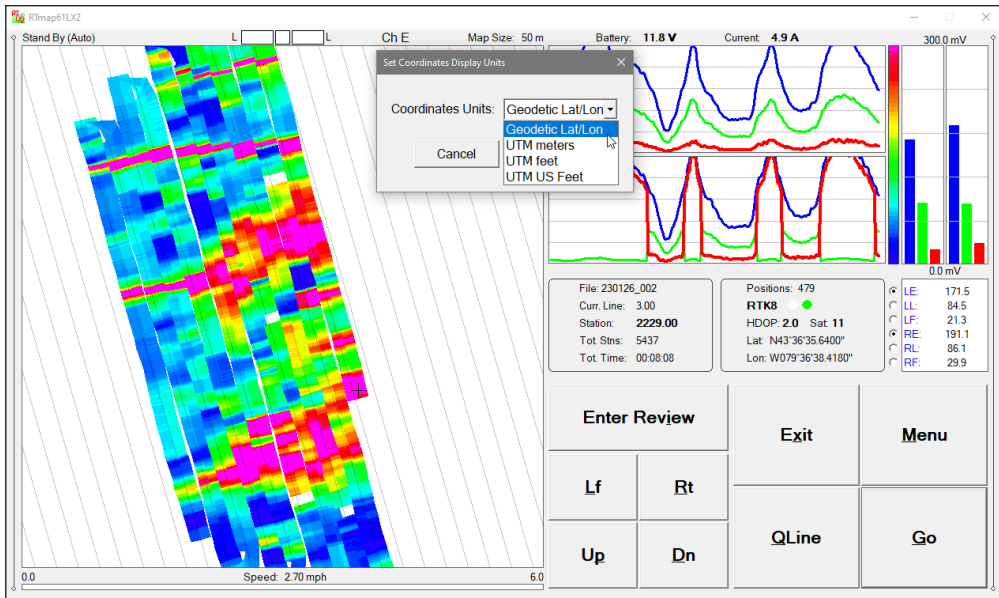 RTmap61LX2
Stand By (Auto)
L
L
Ch E
Map Size: 50 m
Battery: 11.8 V
Current: 4.9 A
300.0 mV
Set Coordinates Display Units
Coordinates Units: Geodetic Lat/Lon
Geodetic Lat/Lon
UTM meters
UTM feet
UTM US Feet
Cancel
0.0 mV
File: 230126_002
Curr. Line: 3.00
Station: 2229.00
Tot. Stns: 5437
Tot. Time: 00:08:08
Positions: 479
RTK8
HDOP: 2.0 Sat: 11
Lat: N43°36'35.6400"
Lon: W079°36'38.4180"
LE: 171.5
LL: 84.5
LF: 21.3
RE: 191.1
RL: 86.1
RF: 29.9
Enter Review
Exit
Menu
Lf
Rt
QLine
Go
Up
Dn
0.0
Speed: 2.70 mph
6.0